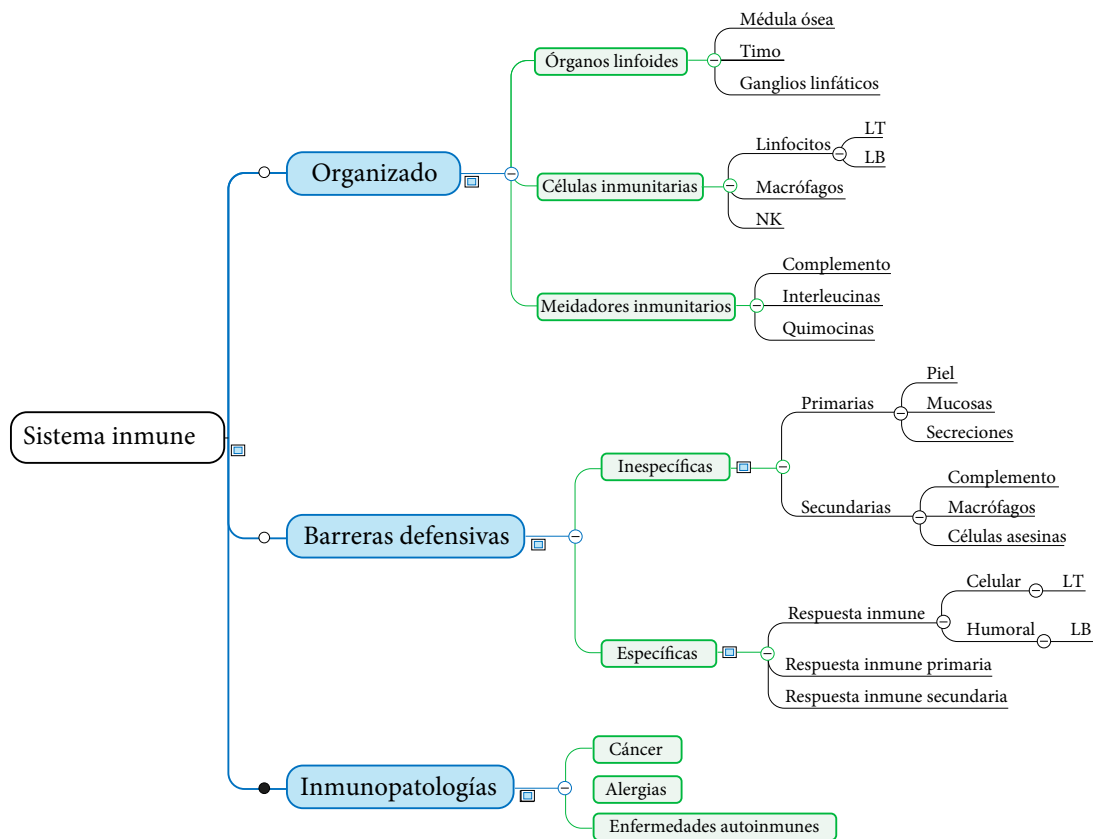 Sistema inmune
Organizado
Órganos linfoides
Médula ósea
Timo
Ganglios linfáticos
Células inmunitarias
Linfocitos
LT
LB
Macrófagos
NK
Meidadores inmunitarios
Complemento
Interleucinas
Quimocinas
Barreras defensivas
Inespecíficas
Primarias
Piel
Mucosas
Secreciones
Secundarias
Complemento
Macrófagos
Células asesinas
Específicas
Respuesta inmune
Celular
LT
Humoral
LB
Respuesta inmune primaria
Respuesta inmune secundaria
Inmunopatologías
Cáncer
Alergias
Enfermedades autoinmunes